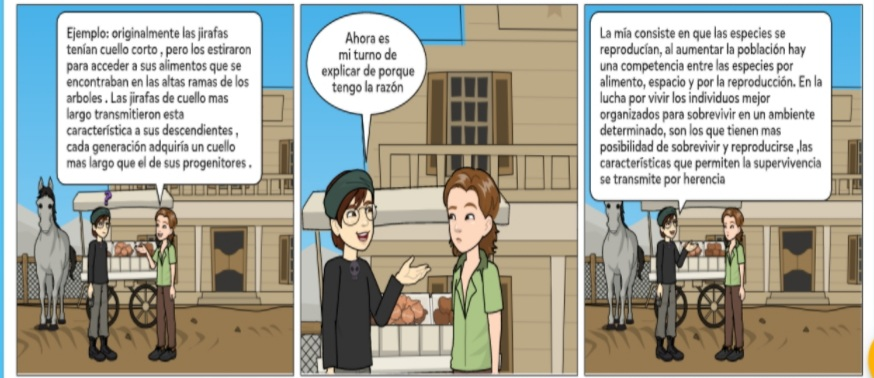 Ejemplo: originalmente las jirafas
tenían cuello corto , pero los estiraron
para acceder a sus alimentos que se
encontraban en las altas ramas de los
arboles . Las jirafas de cuello mas
largo transmitieron esta
característica a sus descendientes ,
cada generación adquiría un cuello
mas largo que el de sus progenitores .
Ahora es
mi turno de
explicar de porque
tengo la razón
La mía consiste en que las especies se
reproducían, al aumentar la población hay
una competencia entre las especies por
alimento, espacio y por la reproducción. En la
lucha por vivir los individuos mejor
organizados para sobrevivir en un ambiente
determinado, son los que tienen mas
posibilidad de sobrevivir y reproducirse ,las
características que permiten la supervivencia
se transmite por herencia